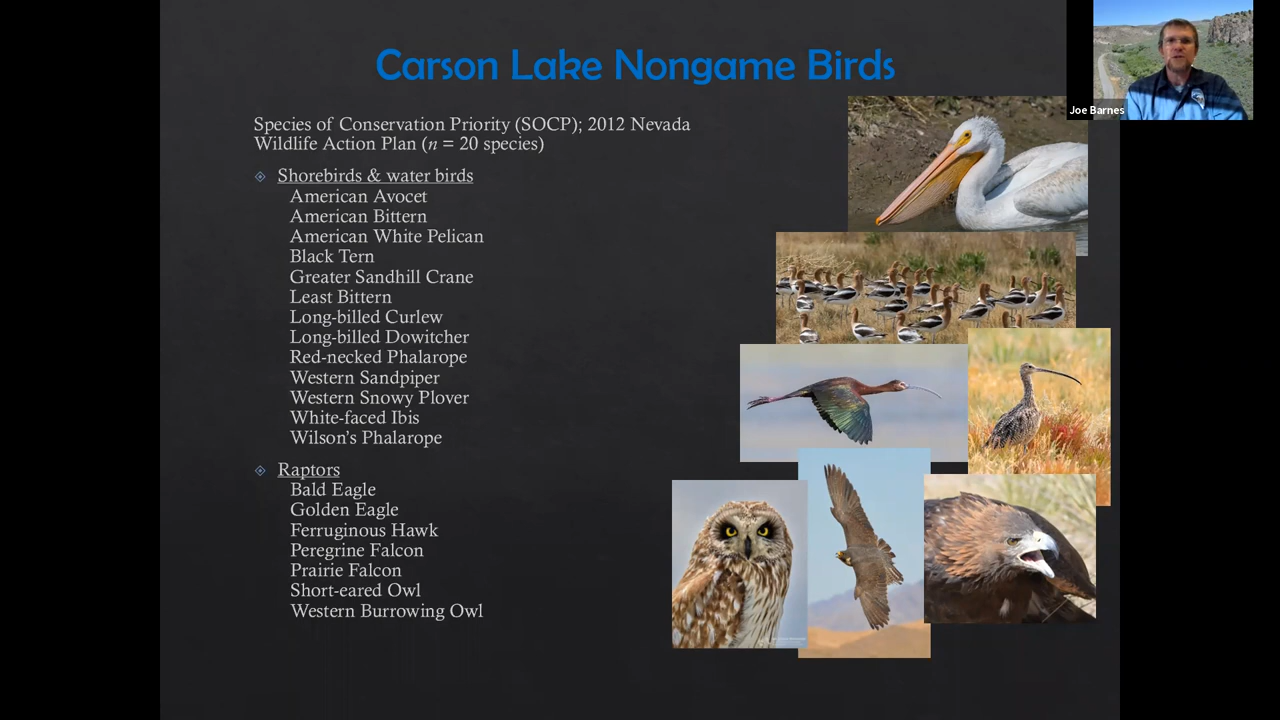 Carson Lake Nongame Birds
Joe Barnes
Species of Conservation Priority (SOCP); 2012 Nevada
Wildlife Action Plan (n = 20 species)
Shorebirds & water birds
American Avocet
American Bittern
American White Pelican
Black Tern
Greater Sandhill Crane
Least Bittern
Long-billed Curlew
Long-billed Dowitcher
Red-necked Phalarope
Western Sandpiper
Western Snowy Plover
White-faced Ibis
Wilson's Phalarope
Raptors
Bald Eagle
Golden Eagle
Ferruginous Hawk
Peregrine Falcon
Prairie Falcon
Short-eared Owl
Western Burrowing Owl